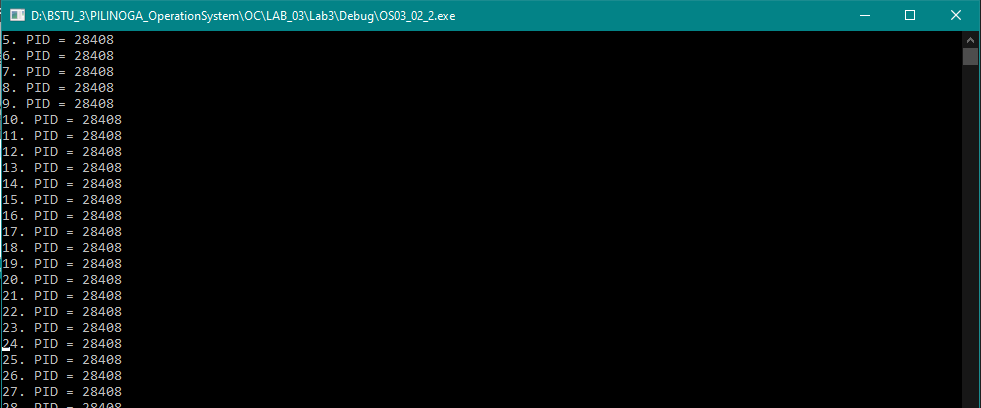 D:\BSTU_3\PILINOGA_OperationSystem\OC\LAB_03\Lab3\Debug\OS03_02_2.exe
5. PID = 28408
6. PID = 28408
7. PID = 28408
8. PID = 28408
9. PID = 28408
10. PID = 28408
11. PID = 28408
12. PID = 28408
13. PID = 28408
14. PID = 28408
15. PID = 28408
16. PID = 28408
17. PID = 28408
18. PID = 28408
19. PID = 28408
20. PID = 28408
21. PID = 28408
22. PID = 28408
23. PID = 28408
24. PID = 28408
25. PID = 28408
26. PID = 28408
27. PID = 28408
28. PID = 28408